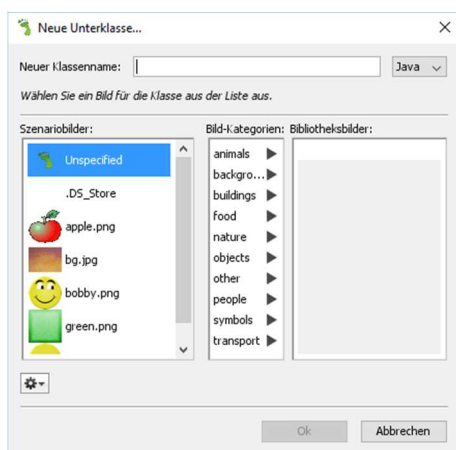 Neue Unterklasse...
Neuer Klassenname:
Java
Wählen Sie ein Bild für die Klasse aus der Liste aus.
Szenariobilder:
Unspecified
.DS_Store
apple.png
bg.jpg
bobby.png
green.png
Bild-Kategorien:
animals
backgro...
buildings
food
nature
objects
other
people
symbols
transport
Bibliotheksbilder:
Ok
Abbrechen